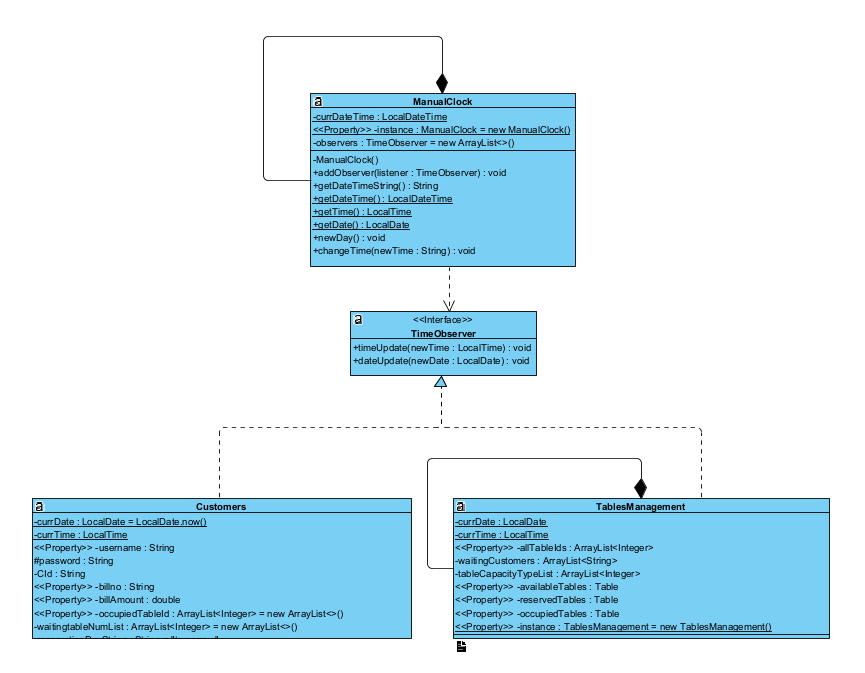 a
ManualClock
-currDateTime : LocalDateTime
<<Property>> -instance : ManualClock = new ManualClock()
-observers : TimeObserver = new ArrayList<>()
-ManualClock()
+addObserver(listener : TimeObserver) : void
+getDateTimeString() : String
+getDateTime() : LocalDateTime
+getTime() : LocalTime
+getDate() : LocalDate
+newDay() : void
+changeTime(newTime : String) : void
a
<<Interface>>
TimeObserver
+timeUpdate(newTime : LocalTime) : void
+dateUpdate(newDate : LocalDate) : void
a
Customers
-currDate : LocalDate = LocalDate.now()
-currTime : LocalTime
<<Property>> -username : String
#password : String
-CId : String
<<Property>> -billno : String
<<Property>> -billAmount : double
<<Property>> -occupiedTableId : ArrayList<Integer> = new ArrayList<>()
-waitingtableNumList : ArrayList<Integer> = new ArrayList<>()
a
TablesManagement
-currDate : LocalDate
-currTime : LocalTime
<<Property>> -allTableIds : ArrayList<Integer>
-waitingCustomers : ArrayList<String>
-tableCapacityTypeList : ArrayList<Integer>
<<Property>> -availableTables : Table
<<Property>> -reservedTables : Table
<<Property>> -occupiedTables : Table
<<Property>> -instance : TablesManagement = new TablesManagement()